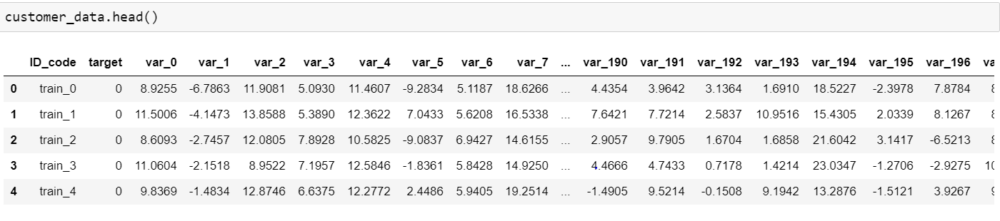 customer_data.head()
ID_code target var_0 var_1 var_2 var_3 var_4 var_5 var_6 var_7 ... var_190 var_191 var_192 var_193 var_194 var_195 var_196
0 train_0 0 8.9255 -6.7863 11.9081 5.0930 11.4607 -9.2834 5.1187 18.6266 ... 4.4354 3.9642 3.1364 1.6910 18.5227 -2.3978 7.8784
1 train_1 0 11.5006 -4.1473 13.8588 5.3890 12.3622 7.0433 5.6208 16.5338 ... 7.6421 7.7214 2.5837 10.9516 15.4305 2.0339 8.1267
2 train_2 0 8.6093 -2.7457 12.0805 7.8928 10.5825 -9.0837 6.9427 14.6155 ... 2.9057 9.7905 1.6704 1.6858 21.6042 3.1417 -6.5213
3 train_3 0 11.0604 -2.1518 8.9522 7.1957 12.5846 -1.8361 5.8428 14.9250 ... 4.4666 4.7433 0.7178 1.4214 23.0347 -1.2706 -2.9275
4 train_4 0 9.8369 -1.4834 12.8746 6.6375 12.2772 2.4486 5.9405 19.2514 ... -1.4905 9.5214 -0.1508 9.1942 13.2876 -1.5121 3.9267